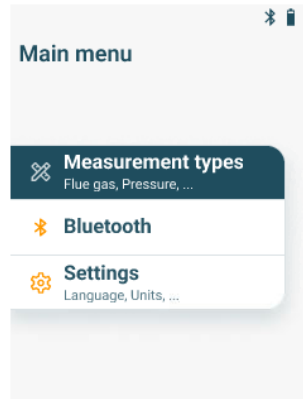 Main menu
Measurement types
Flue gas, Pressure, ...
Bluetooth
Settings
Language, Units, ...